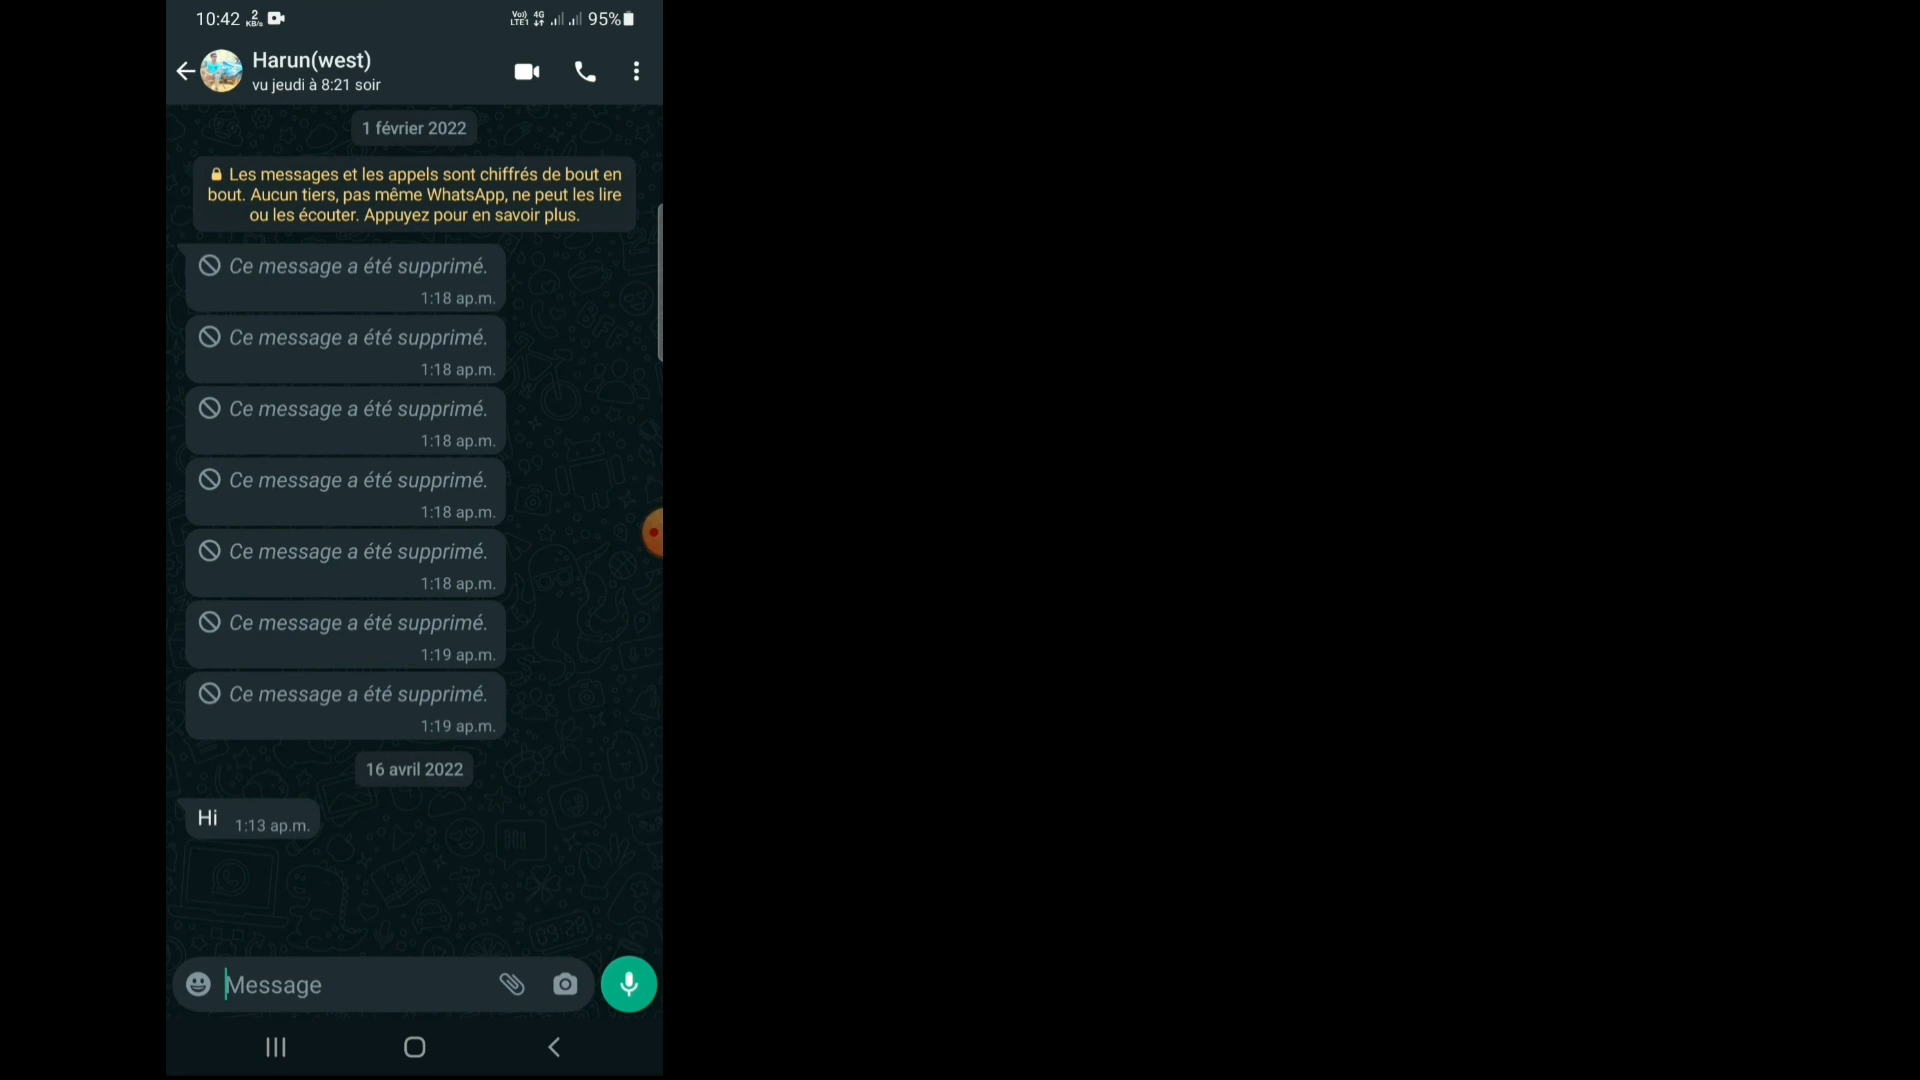 10:42 2 KB/s Vo)) LTE1 4G 95%
Harun(west)
vu jeudi à 8:21 soir
1 février 2022
Les messages et les appels sont chiffrés de bout en
bout. Aucun tiers, pas même WhatsApp, ne peut les lire
ou les écouter. Appuyez pour en savoir plus.
Ce message a été supprimé.
1:18 ap.m.
Ce message a été supprimé.
1:18 ap.m.
Ce message a été supprimé.
1:18 ap.m.
Ce message a été supprimé.
1:18 ap.m.
Ce message a été supprimé.
1:18 ap.m.
Ce message a été supprimé.
1:19 ap.m.
Ce message a été supprimé.
1:19 ap.m.
16 avril 2022
Hi 1:13 ap.m.
Message